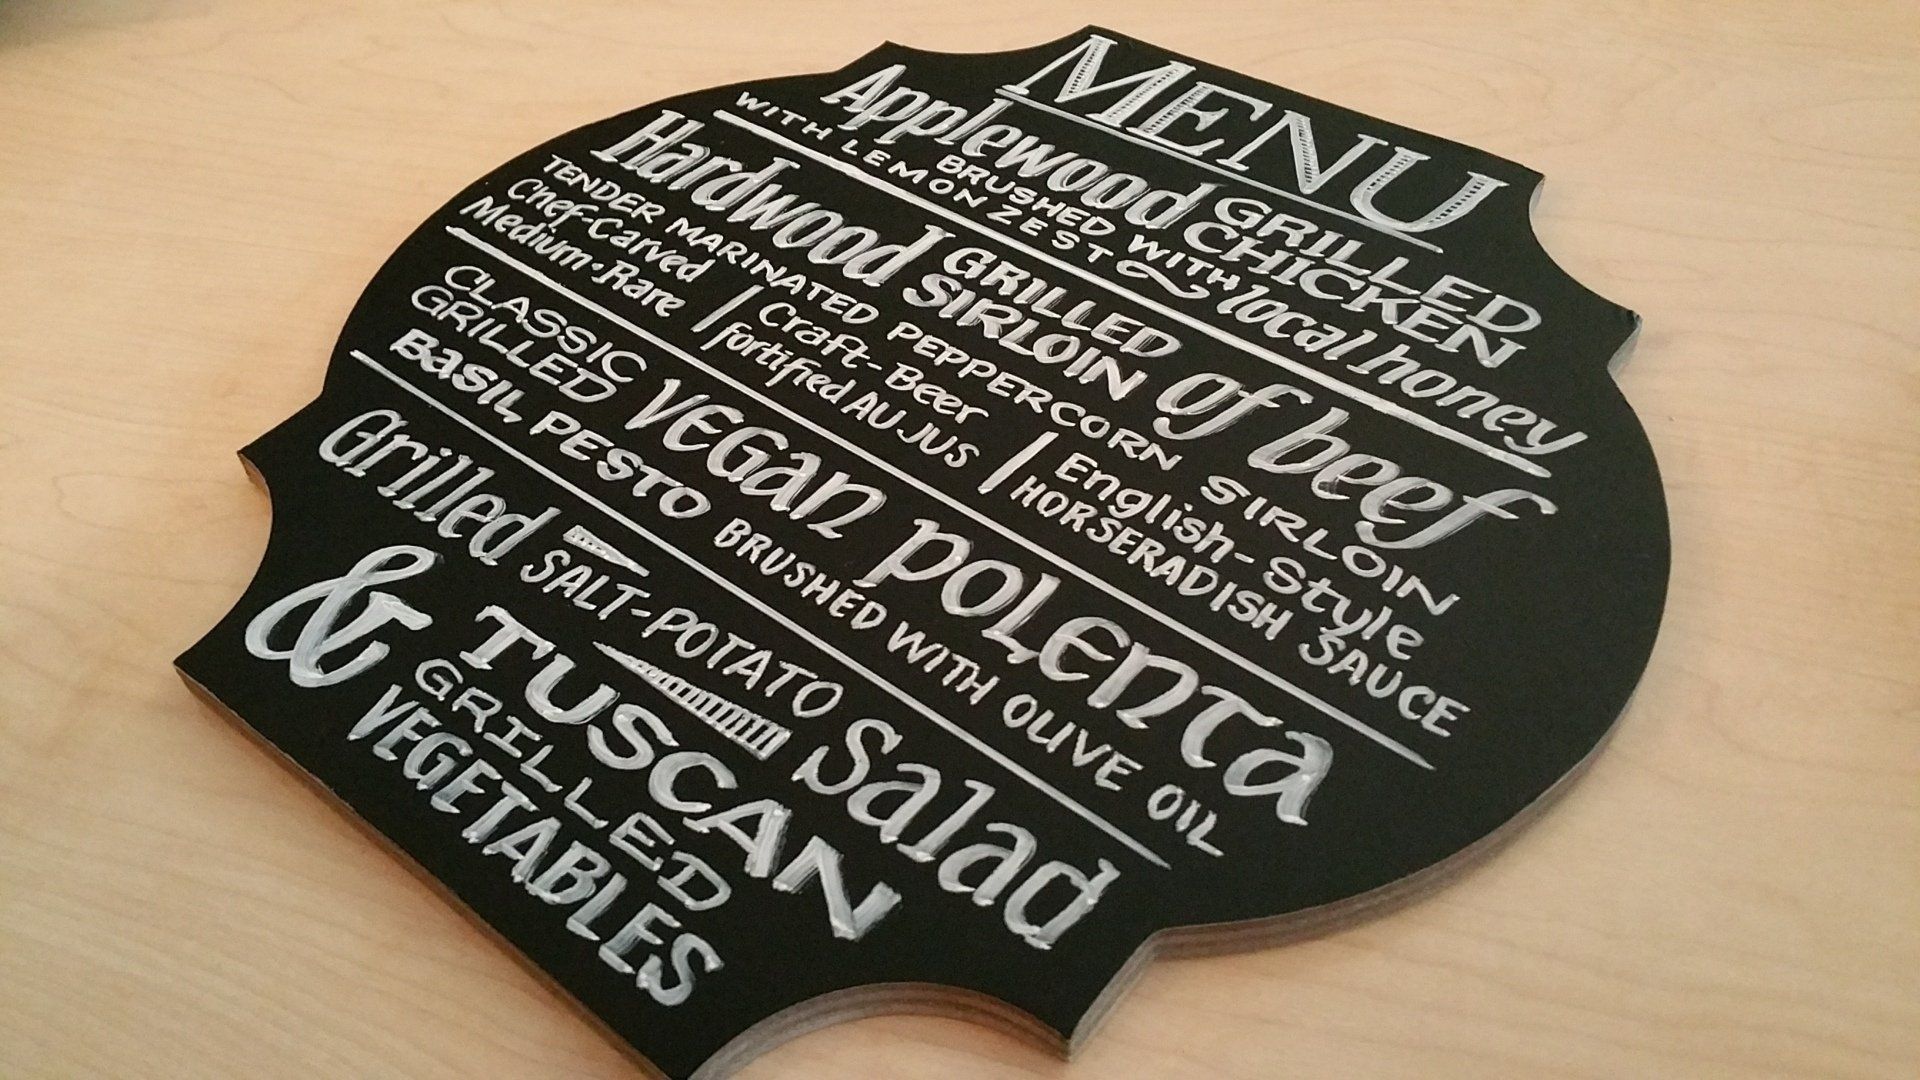 MENU
Applewood GRILLED CHICKEN
BRUSHED WITH local honey
WITH LEMON ZEST
Hardwood GRILLED SIRLOIN of beef
TENDER MARINATED PEPPERCORN SIRLOIN
Chef-Carved Medium-Rare | Craft-Beer fortified AU JUS | English-Style HORSERADISH SAUCE
CLASSIC GRILLED VEGAN POLENTA
BASIL PESTO BRUSHED WITH OLIVE OIL
Grilled SALT-POTATO Salad
& TUSCAN GRILLED VEGETABLES